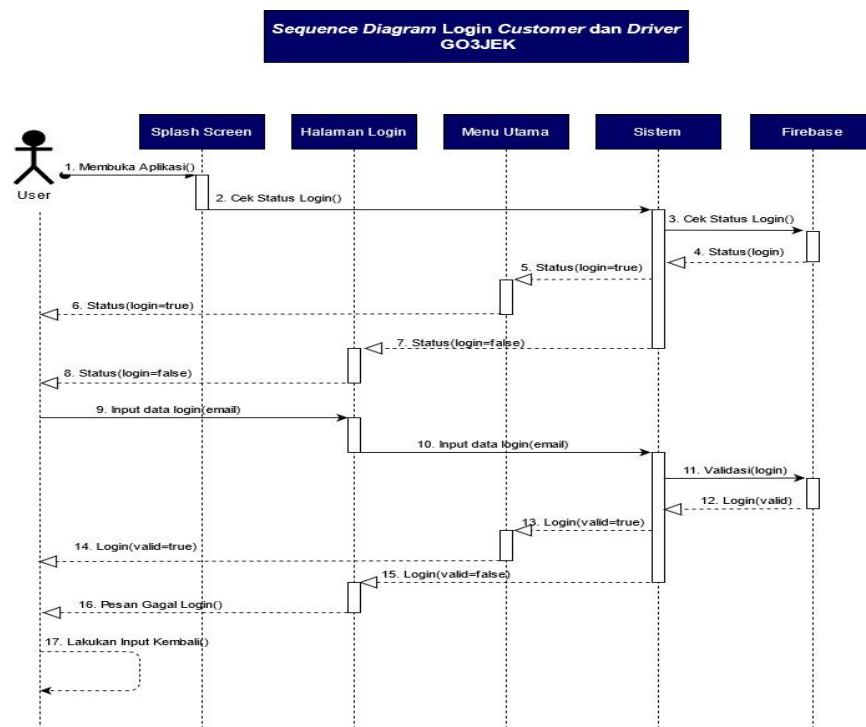 Sequence Diagram Login Customer dan Driver
GO3JEK
Splash Screen
Halaman Login
Menu Utama
Sistem
Firebase
User
1. Membuka Aplikasi()
2. Cek Status Login()
3. Cek Status Login()
4. Status(login)
5. Status(login=true)
6. Status(login=true)
7. Status(login=false)
8. Status(login=false)
9. Input data login(email)
10. Input data login(email)
11. Validasi(login)
12. Login(valid)
13. Login(valid=true)
14. Login(valid=true)
15. Login(valid=false)
16. Pesan Gagal Login()
17. Lakukan Input Kembali()